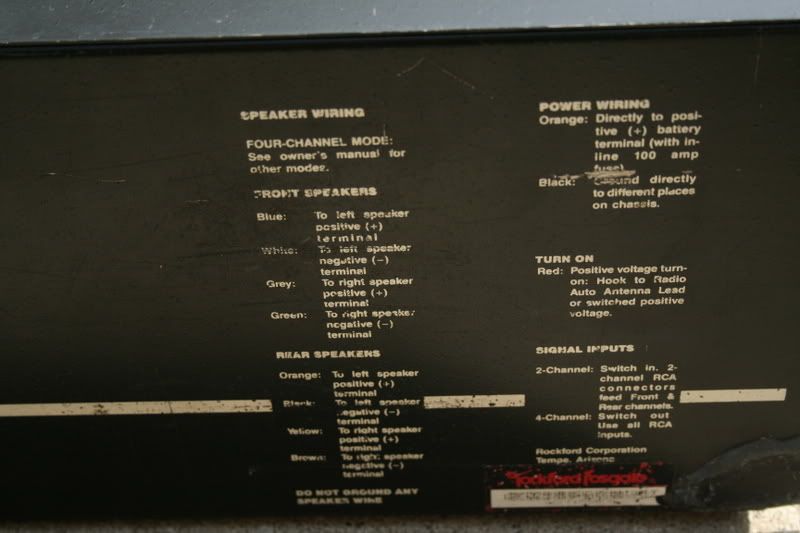 SPEAKER WIRING
FOUR-CHANNEL MODE:
See owner's manual for
other modes.
FRONT SPEAKERS
Blue: To left speaker
positive (+)
terminal
White: To left speaker
negative (-)
terminal
Grey: To right speaker
positive (+)
terminal
Green: To right speaker
negative (-)
terminal
REAR SPEAKERS
Orange: To left speaker
positive (+)
terminal
Black: To left speaker
negative (-)
terminal
Yellow: To right speaker
positive (+)
terminal
Brown: To right speaker
negative (-)
terminal
DO NOT GROUND ANY
SPEAKER WIRE
POWER WIRING
Orange: Directly to posi-
tive (+) battery
terminal (with in-
line 100 amp
fuse)
Black: Ground directly
to different places
on chassis.
TURN ON
Red: Positive voltage turn-
on: Hook to Radio
Auto Antenna Lead
or switched positive
voltage.
SIGNAL INPUTS
2-Channel: Switch in. 2-
channel RCA
connectors
feed Front &
Rear channels.
4-Channel: Switch out
Use all RCA
inputs.
Rockford Corporation
Tempe, Arizona
Rockford Fosgate